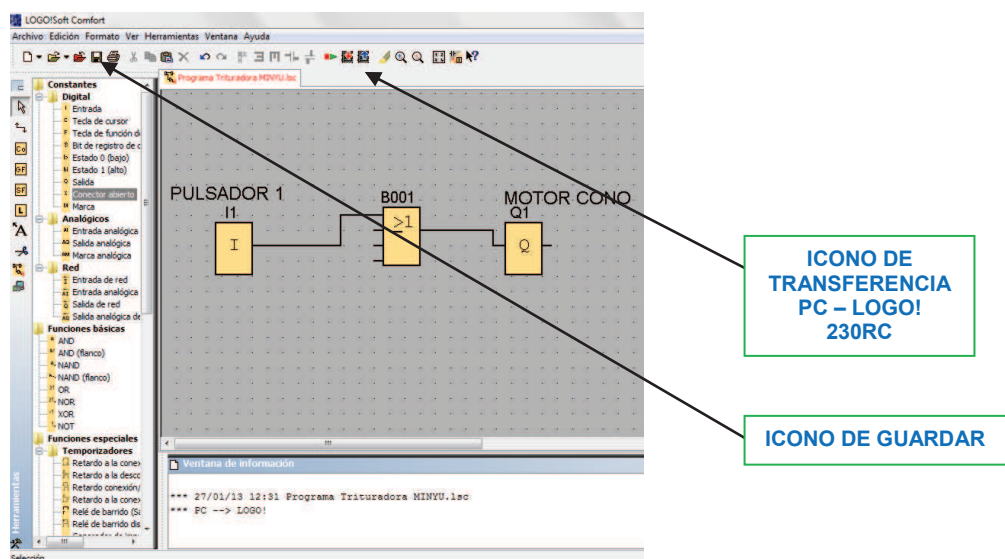 LOGO!Soft Comfort
Archivo Edición Formato Ver Herramientas Ventana Ayuda
Programa Trituradora MINYU.lsc
Constantes
Digital
Entrada
Tecla de cursor
Tecla de función d
Bit de registro de c
Estado 0 (bajo)
Estado 1 (alto)
Salida
Conector abierto
Marca
Analógicos
Entrada analógica
Salida analógica
Marca analógica
Red
Entrada de red
Entrada analógica
Salida de red
Salida analógica de
Funciones básicas
AND
AND (flanco)
NAND
NAND (flanco)
OR
NOR
XOR
NOT
Funciones especiales
Temporizadores
Retardo a la conex
Retardo a la desco
Retardo conexión/
Retardo a la conex
Relé de barrido (Sa
Relé de barrido dis
Herramientas
Selección
PULSADOR 1
I1
I
B001
>1
MOTOR CONO
Q1
Q
Ventana de información
*** 27/01/13 12:31 Programa Trituradora MINYU.lsc
*** PC --> LOGO!
ICONO DE
TRANSFERENCIA
PC – LOGO!
230RC
ICONO DE GUARDAR